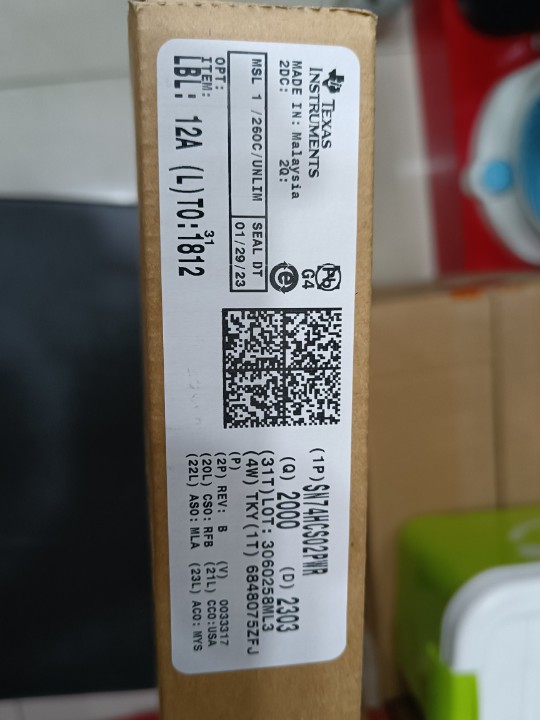 TEXAS
INSTRUMENTS
MADE IN: Malaysia
2DC: 2Q:
MSL 1 /260C/UNLIM
SEAL DT
01/29/23
OPT:
ITEM: 31
LBL: 12A (L)TO:1812
Pb
G4
e
(1P)SN74HCS02PWR
(Q) 2000 (D) 2303
(31T)LOT: 3060258ML3
(4W) TKY(1T) 6848075ZFJ
(P)
(2P) REV: B (V) 0033317
(20L) CSO: RFB (21L) CCO:USA
(22L) ASO: MLA (23L) ACO: MYS